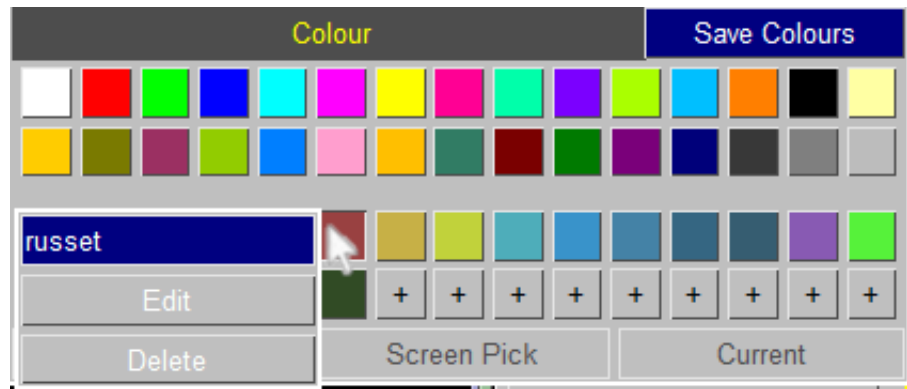 Colour Save Colours
russet
Edit + + + + + + + + +
Delete Screen Pick Current